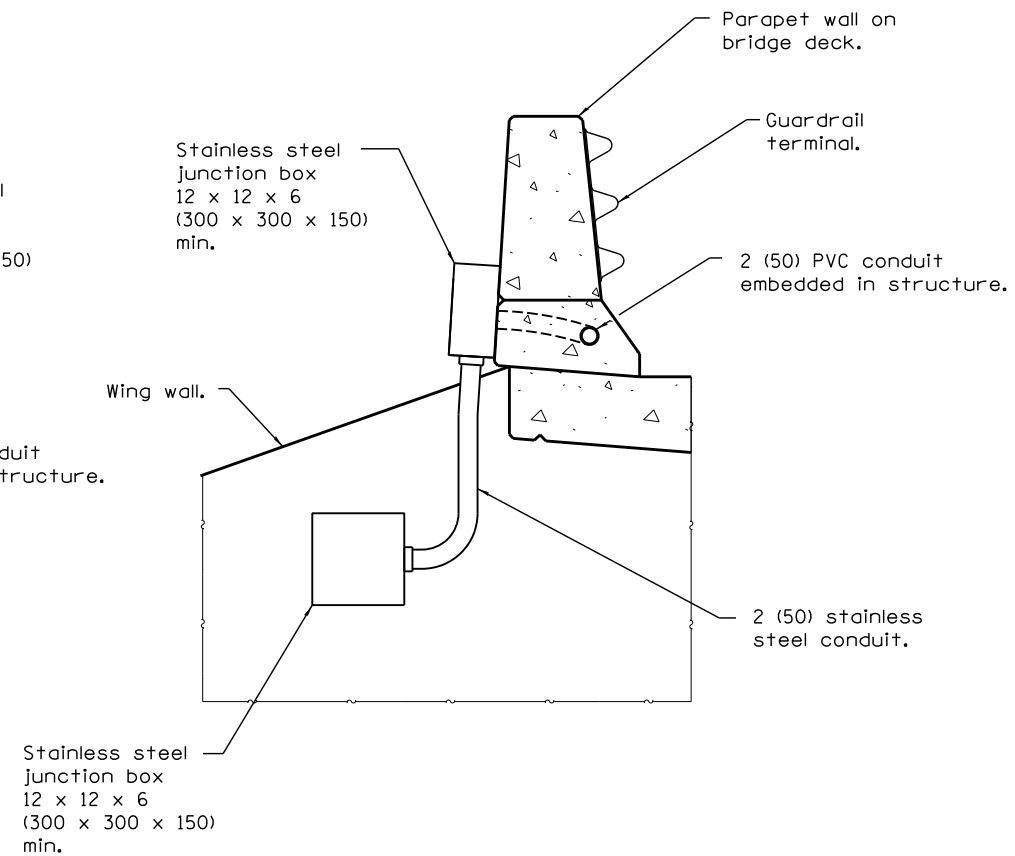 Parapet wall on
bridge deck.
Guardrail
terminal.
Stainless steel
junction box
12 x 12 x 6
(300 x 300 x 150)
min.
2 (50) PVC conduit
embedded in structure.
Wing wall.
2 (50) stainless
steel conduit.
Stainless steel
junction box
12 x 12 x 6
(300 x 300 x 150)
min.